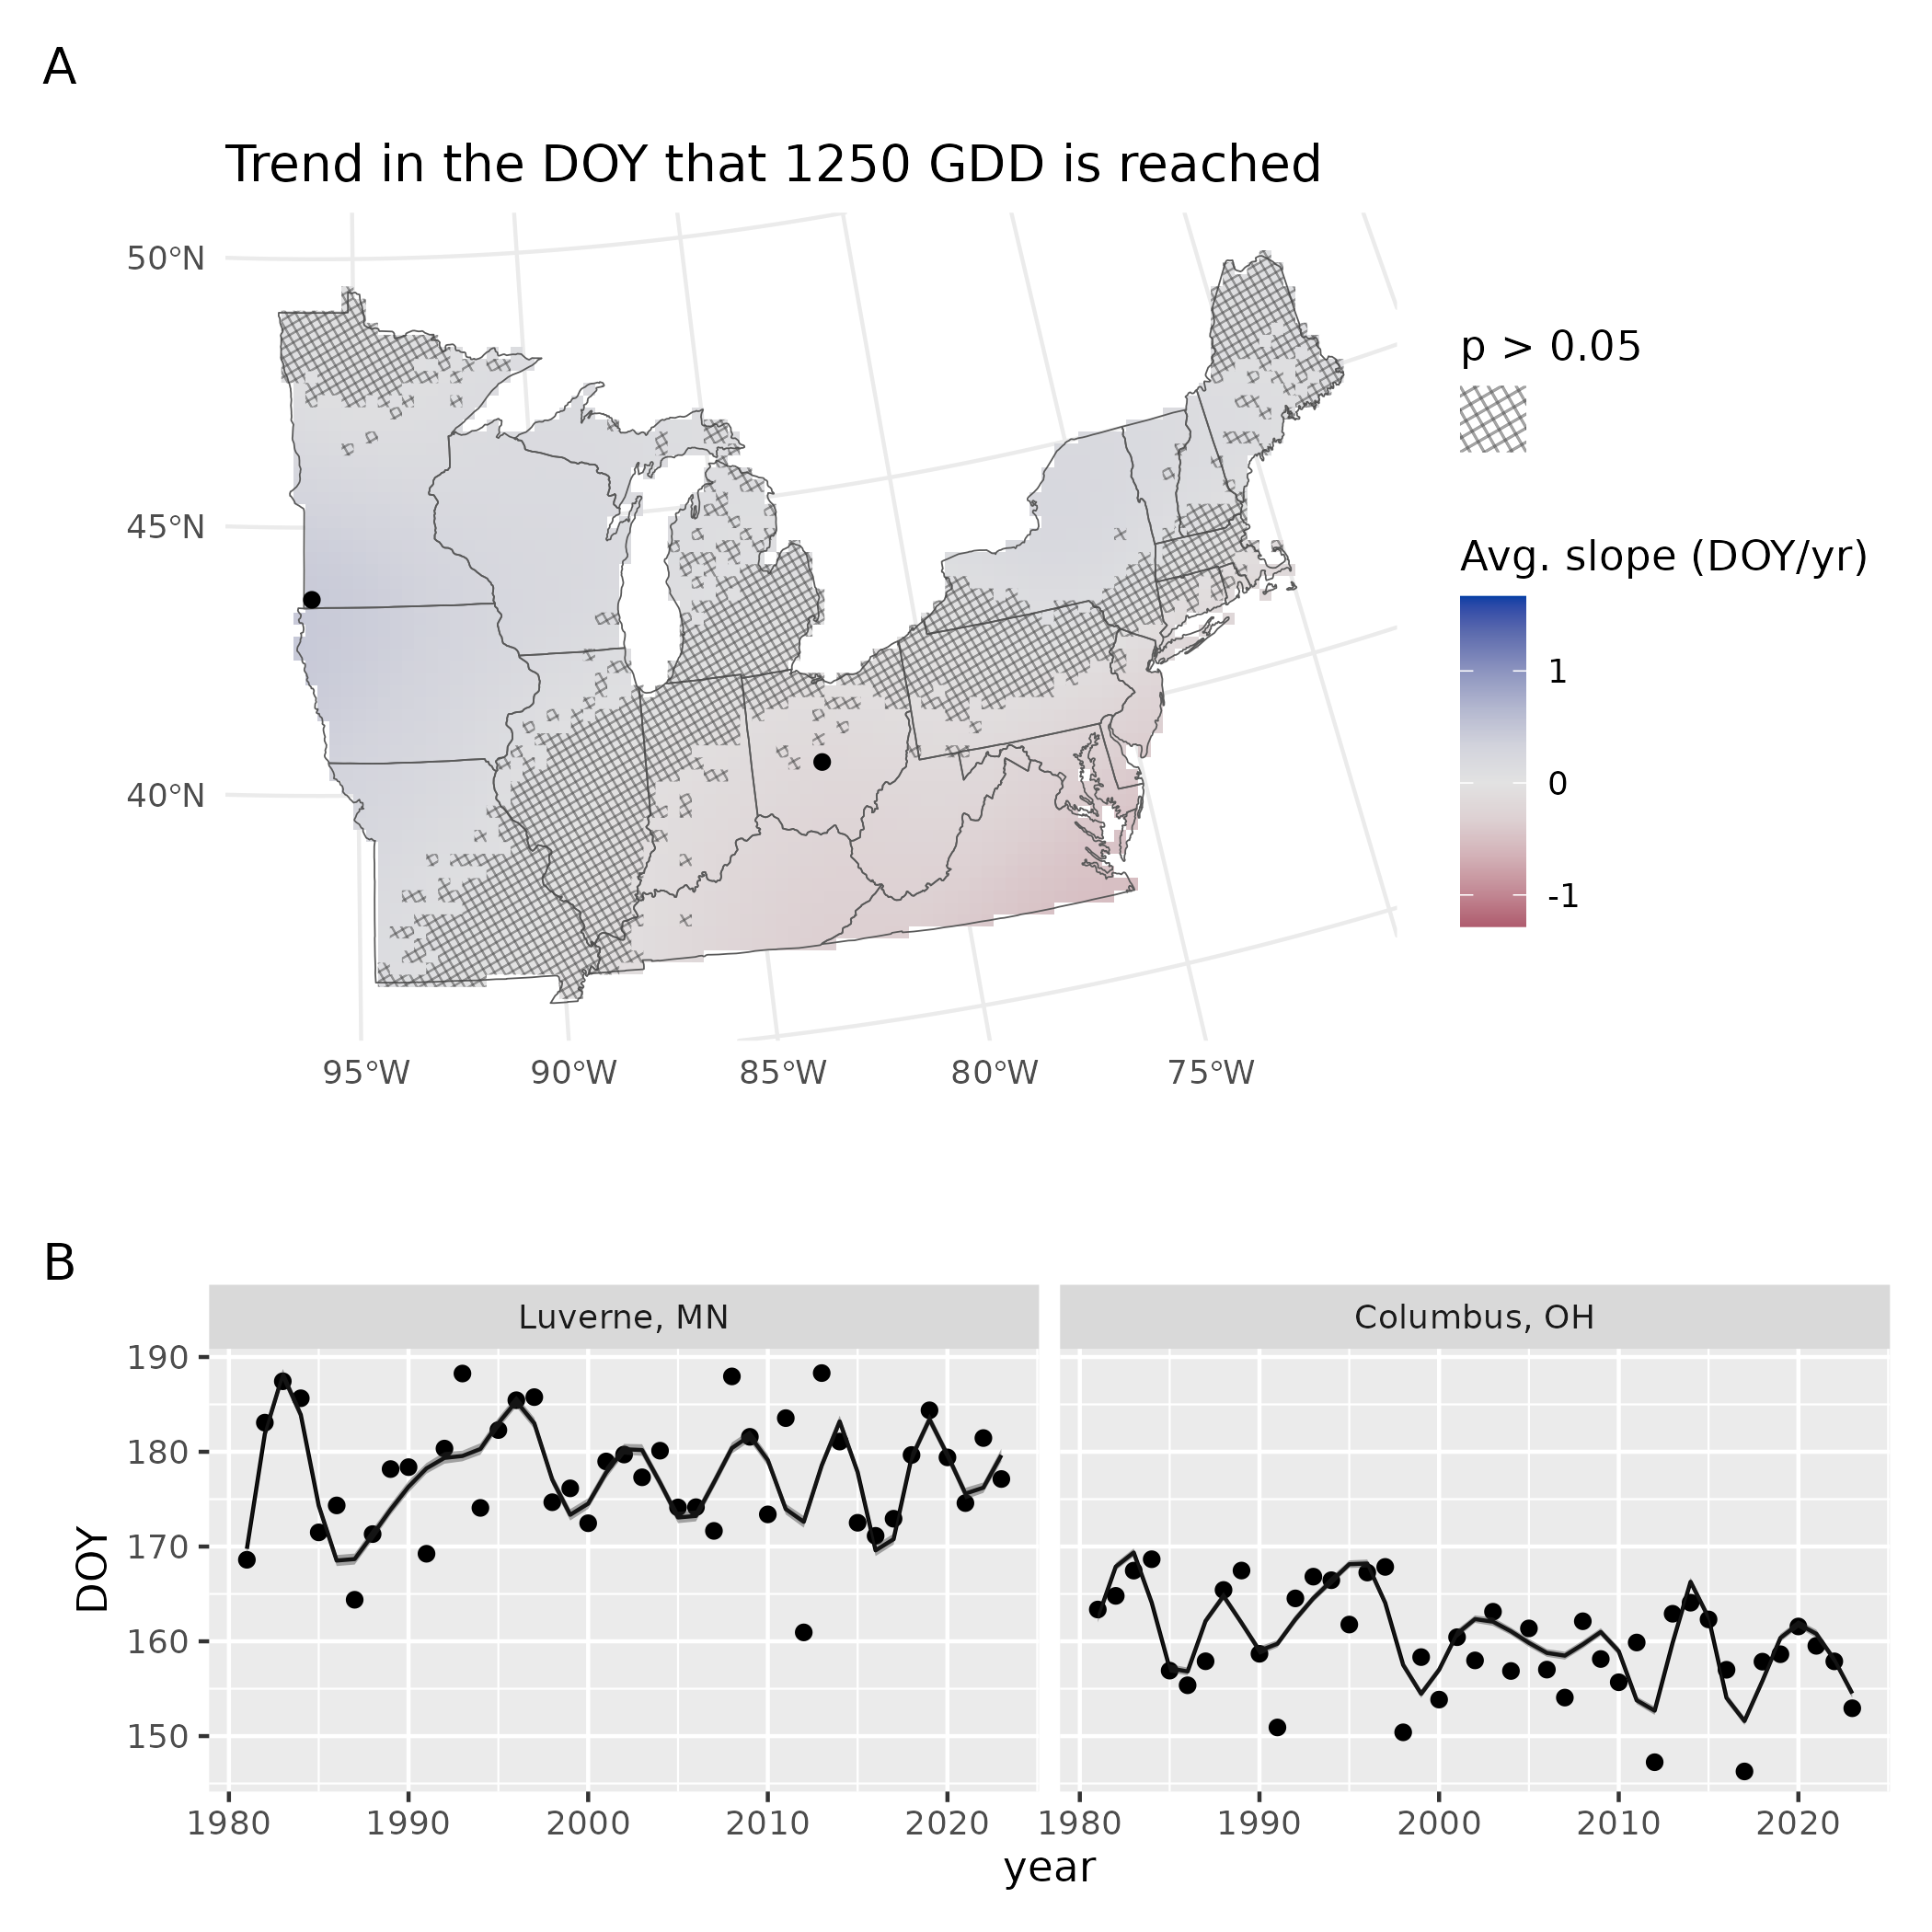 A
Trend in the DOY that 1250 GDD is reached
50°N
45°N
40°N
95°W 90°W 85°W 80°W 75°W
p > 0.05
Avg. slope (DOY/yr)
1
0
-1
B
Luverne, MN Columbus, OH
DOY
190
180
170
160
150
1980 1990 2000 2010 2020 1980 1990 2000 2010 2020
year